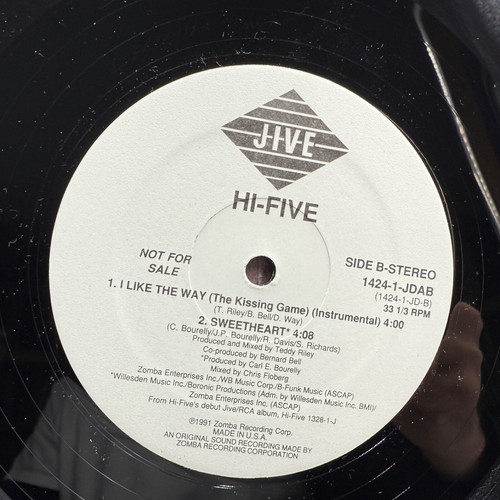 J·I·V·E
HI-FIVE
NOT FOR
SALE
SIDE B-STEREO
1424-1-JDAB
(1424-1-JD-B)
33 1/3 RPM
1. I LIKE THE WAY (The Kissing Game) (Instrumental) 4:00
(T. Riley/B. Bell/D. Way)
2. SWEETHEART* 4:08
(C. Bourelly/J.P. Bourelly/R. Davis/S. Richards)
Produced and Mixed by Teddy Riley
Co-produced by Bernard Bell
*Produced by Carl E. Bourelly
Mixed by Chris Floberg
Zomba Enterprises Inc./WB Music Corp./B-Funk Music (ASCAP)
*Willesden Music Inc./Boronic Productions (Adm. by Willesden Music Inc. BMI)/
Zomba Enterprises Inc. (ASCAP)
From Hi-Five's debut Jive/RCA album, Hi-Five 1328-1-J
℗1991 Zomba Recording Corp.
MADE IN U.S.A.
AN ORIGINAL SOUND RECORDING MADE BY
ZOMBA RECORDING CORPORATION